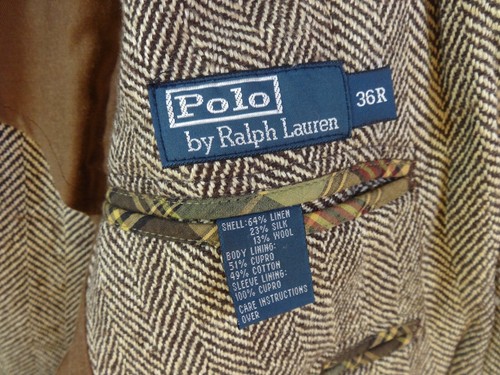 Polo
by Ralph Lauren
36R
SHELL: 64% LINEN
23% SILK
13% WOOL
BODY LINING:
51% CUPRO
49% COTTON
SLEEVE LINING:
100% CUPRO
CARE INSTRUCTIONS
OVER